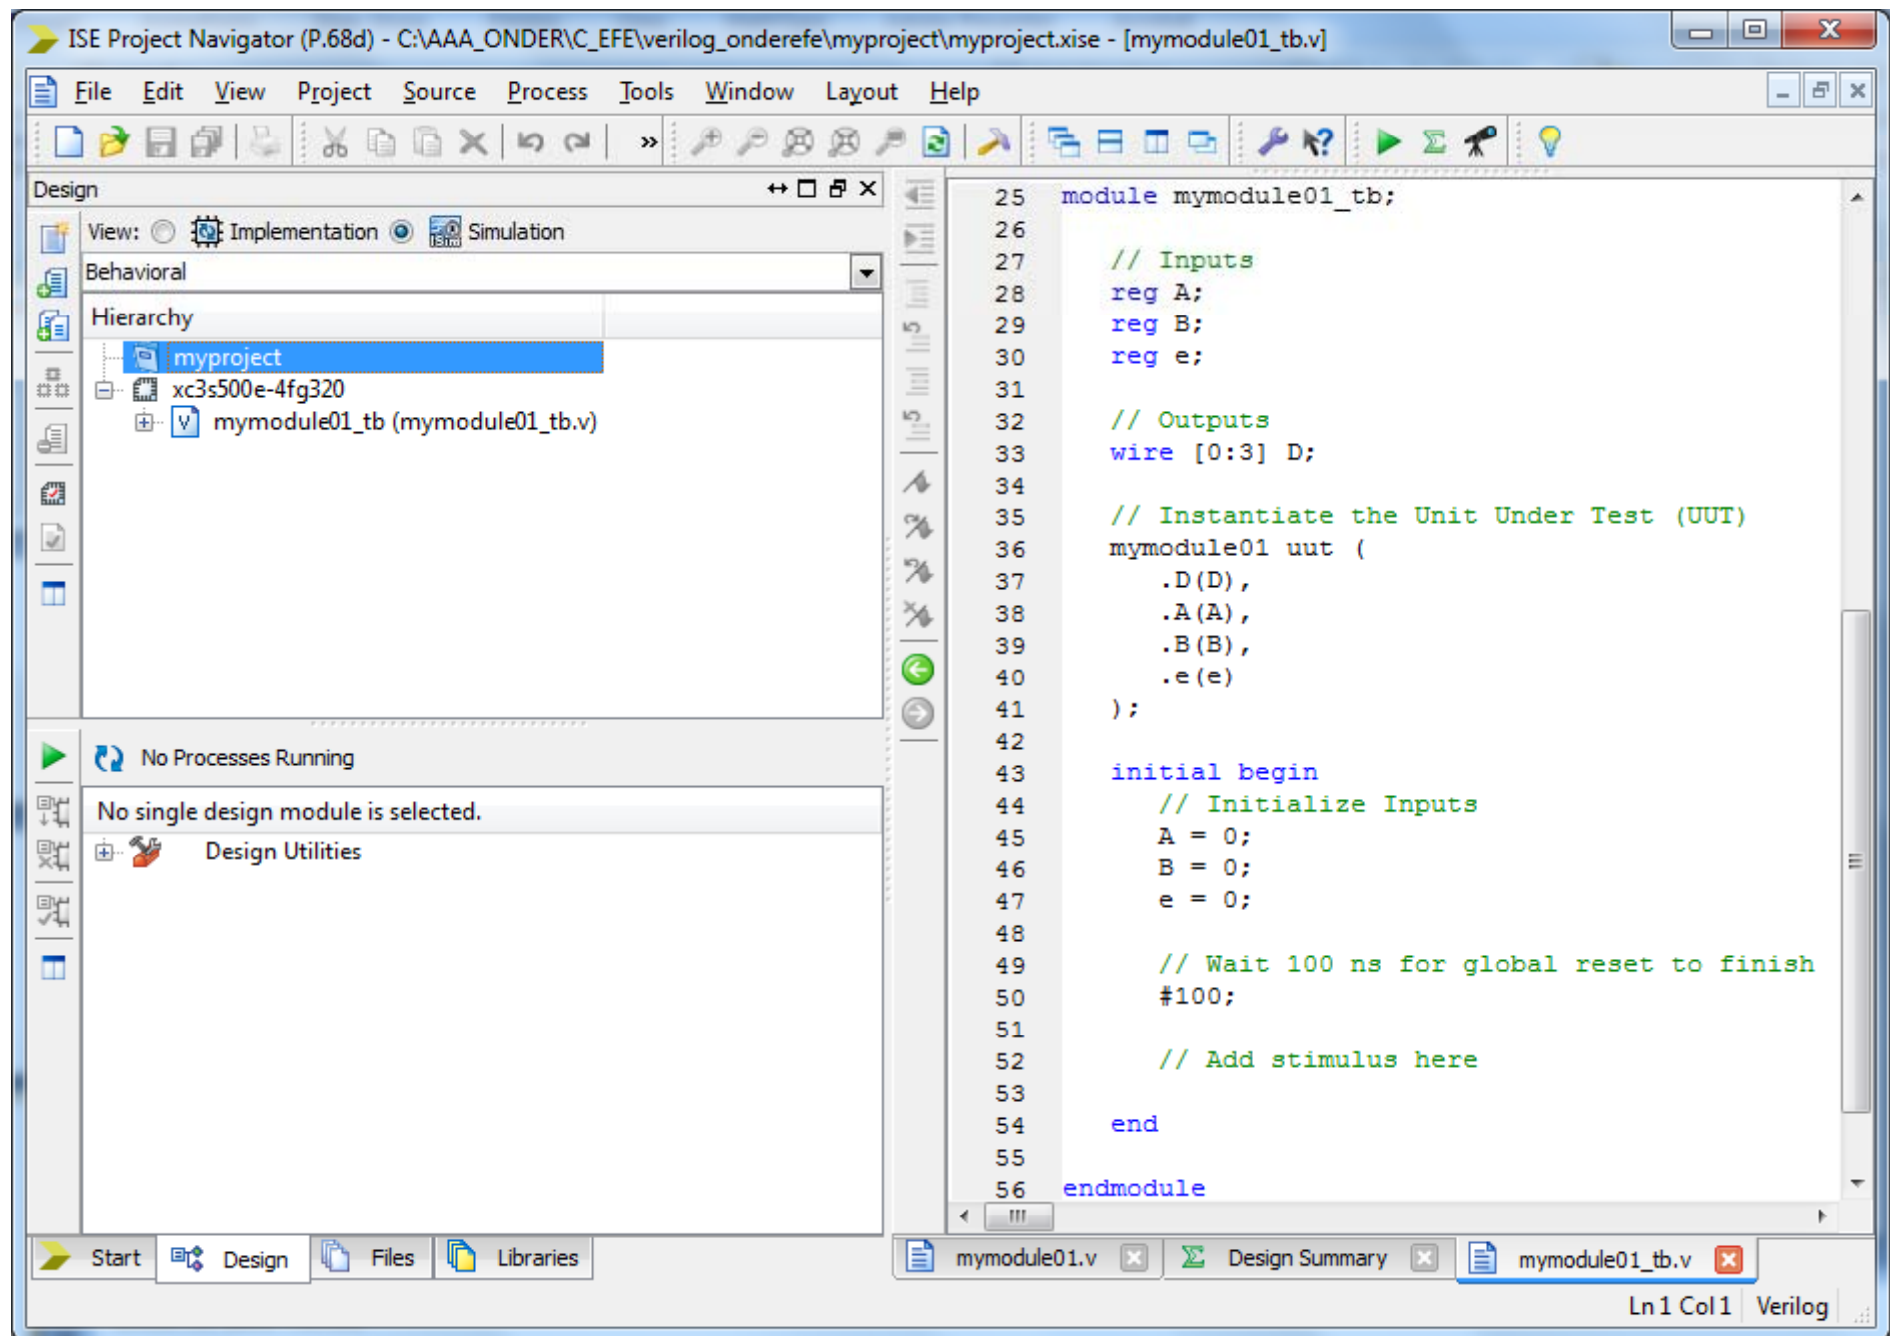 ISE Project Navigator (P.68d) - C:\AAA_ONDER\C_EFE\verilog_onderefe\myproject\myproject.xise - [mymodule01_tb.v]
File Edit View Project Source Process Tools Window Layout Help
Design
View: Implementation Simulation
Behavioral
Hierarchy
myproject
xc3s500e-4fg320
mymodule01_tb (mymodule01_tb.v)
No Processes Running
No single design module is selected.
Design Utilities
Start Design Files Libraries
25 module mymodule01_tb;
26
27 // Inputs
28 reg A;
29 reg B;
30 reg e;
31
32 // Outputs
33 wire [0:3] D;
34
35 // Instantiate the Unit Under Test (UUT)
36 mymodule01 uut (
37 .D(D),
38 .A(A),
39 .B(B),
40 .e(e)
41 );
42
43 initial begin
44 // Initialize Inputs
45 A = 0;
46 B = 0;
47 e = 0;
48
49 // Wait 100 ns for global reset to finish
50 #100;
51
52 // Add stimulus here
53
54 end
55
56 endmodule
mymodule01.v Design Summary mymodule01_tb.v
Ln 1 Col 1 Verilog